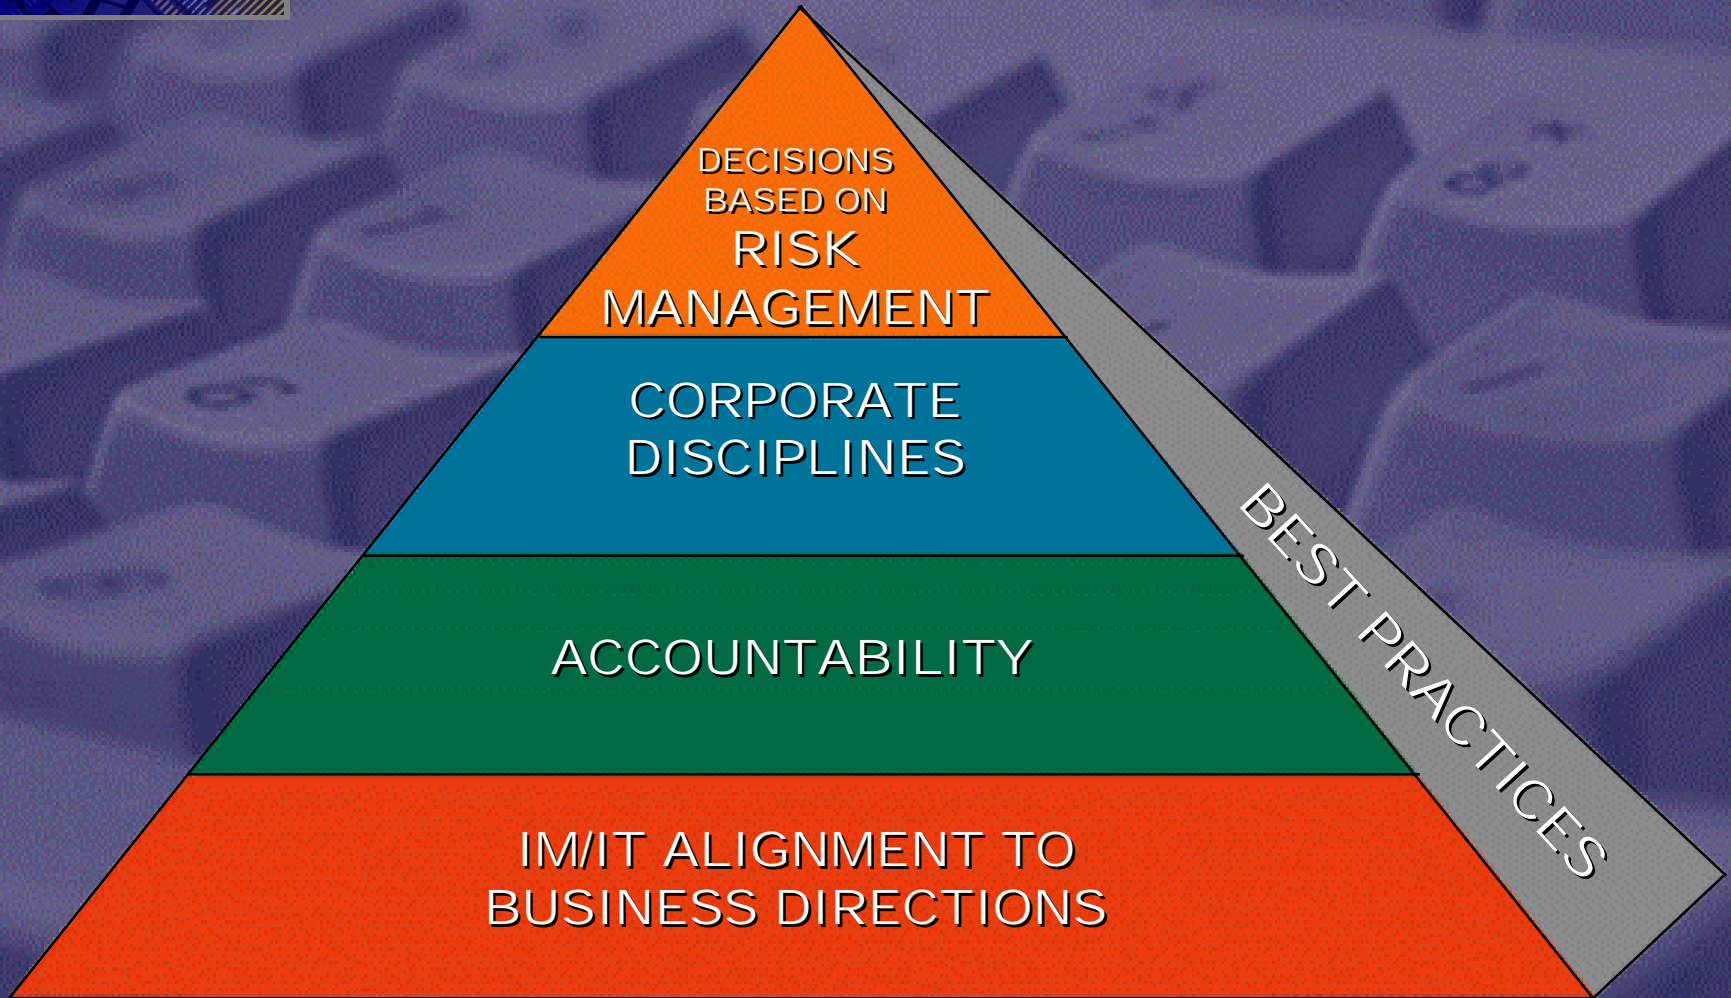 DECISIONS
BASED ON
RISK
MANAGEMENT
CORPORATE
DISCIPLINES
ACCOUNTABILITY
IM/IT ALIGNMENT TO
BUSINESS DIRECTIONS
BEST PRACTICES